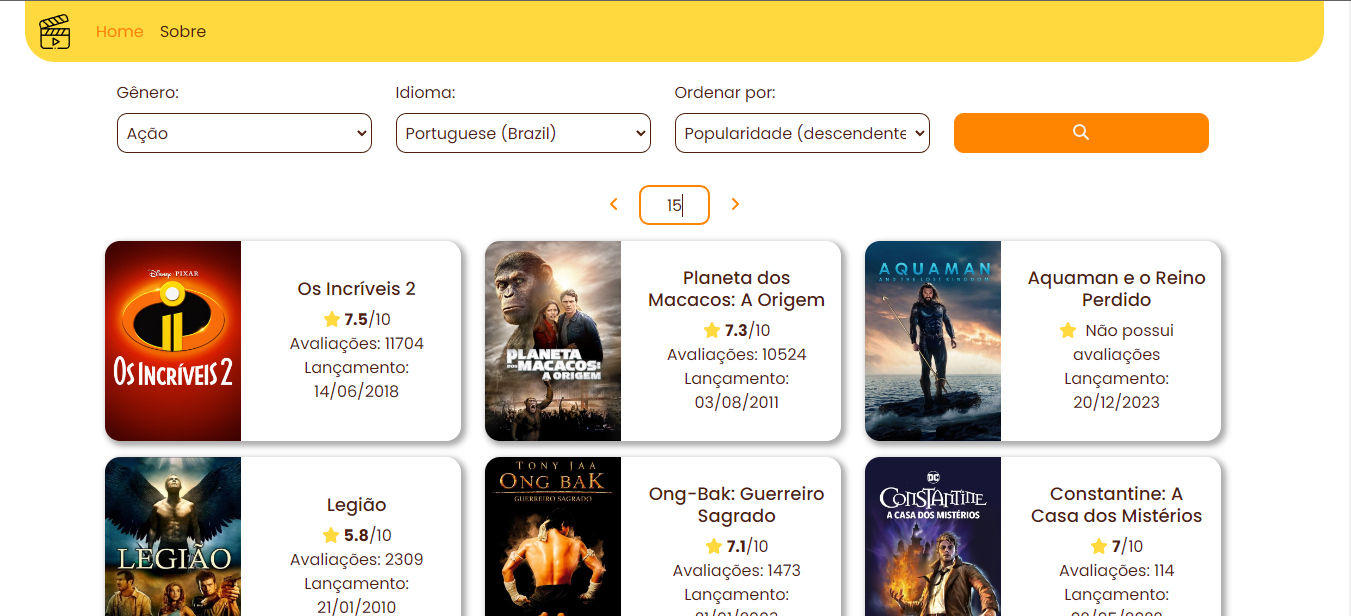 Home Sobre
Gênero: Idioma: Ordenar por:
Ação Portuguese (Brazil) Popularidade (descendente
15
Disney PIXAR
OS INCRÍVEIS 2
Os Incríveis 2
7.5/10
Avaliações: 11704
Lançamento:
14/06/2018
PLANETA
DOS MACACOS:
A ORIGEM
Planeta dos
Macacos: A Origem
7.3/10
Avaliações: 10524
Lançamento:
03/08/2011
AQUAMAN
AND THE LOST KINGDOM
Aquaman e o Reino
Perdido
Não possui
avaliações
Lançamento:
20/12/2023
LEGIÃO
Legião
5.8/10
Avaliações: 2309
Lançamento:
21/01/2010
TONY JAA
ONG BAK
GUERREIRO SAGRADO
Ong-Bak: Guerreiro
Sagrado
7.1/10
Avaliações: 1473
Lançamento:
DC
CONSTANTINE
A CASA DOS MISTÉRIOS
Constantine: A
Casa dos Mistérios
7/10
Avaliações: 114
Lançamento: